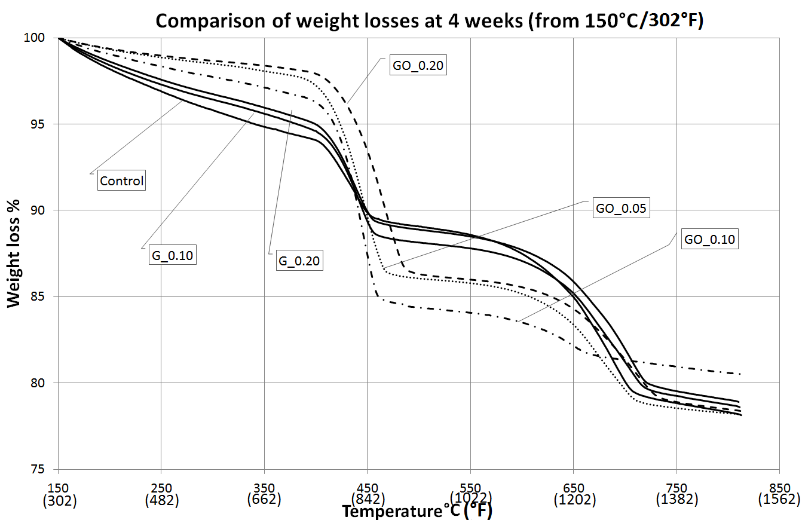 Comparison of weight losses at 4 weeks (from 150°C/302°F)
100
GO_0.20
95
Control
90
GO_0.05
GO_0.10
G_0.10
G_0.20
Weight loss %
85
80
75
150 250 350 450 550 650 750 850
(302) (482) (662) (842) (1022) (1202) (1382) (1562)
Temperature°C (°F)